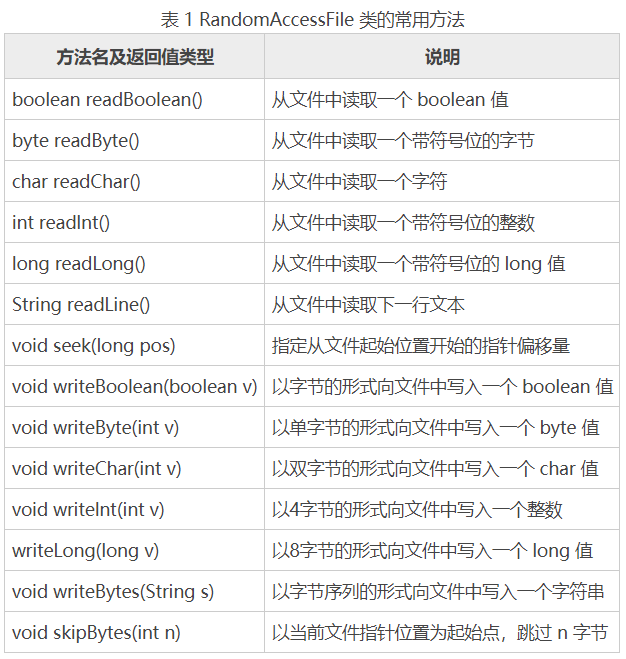 表 1 RandomAccessFile 类的常用方法
方法名及返回值类型 说明
boolean readBoolean() 从文件中读取一个 boolean 值
byte readByte() 从文件中读取一个带符号位的字节
char readChar() 从文件中读取一个字符
int readInt() 从文件中读取一个带符号位的整数
long readLong() 从文件中读取一个带符号位的 long 值
String readLine() 从文件中读取下一行文本
void seek(long pos) 指定从文件起始位置开始的指针偏移量
void writeBoolean(boolean v) 以字节的形式向文件中写入一个 boolean 值
void writeByte(int v) 以单字节的形式向文件中写入一个 byte 值
void writeChar(int v) 以双字节的形式向文件中写入一个 char 值
void writeInt(int v) 以4字节的形式向文件中写入一个整数
writeLong(long v) 以8字节的形式向文件中写入一个 long 值
void writeBytes(String s) 以字节序列的形式向文件中写入一个字符串
void skipBytes(int n) 以当前文件指针位置为起始点，跳过 n 字节